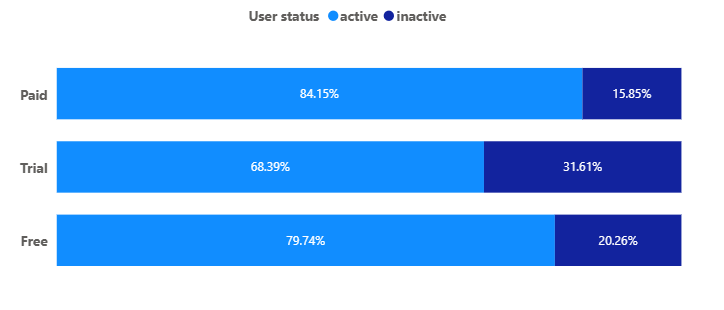 User status active inactive
Paid 84.15% 15.85%
Trial 68.39% 31.61%
Free 79.74% 20.26%